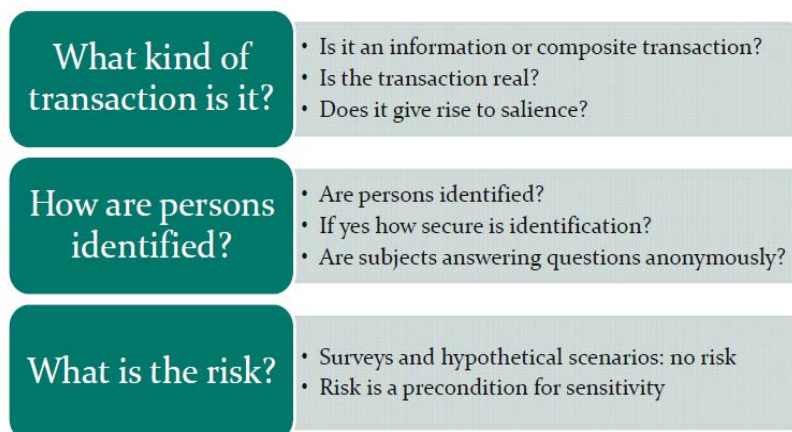 What kind of
transaction is it?
• Is it an information or composite transaction?
• Is the transaction real?
• Does it give rise to salience?
How are persons
identified?
• Are persons identified?
• If yes how secure is identification?
• Are subjects answering questions anonymously?
What is the risk?
• Surveys and hypothetical scenarios: no risk
• Risk is a precondition for sensitivity